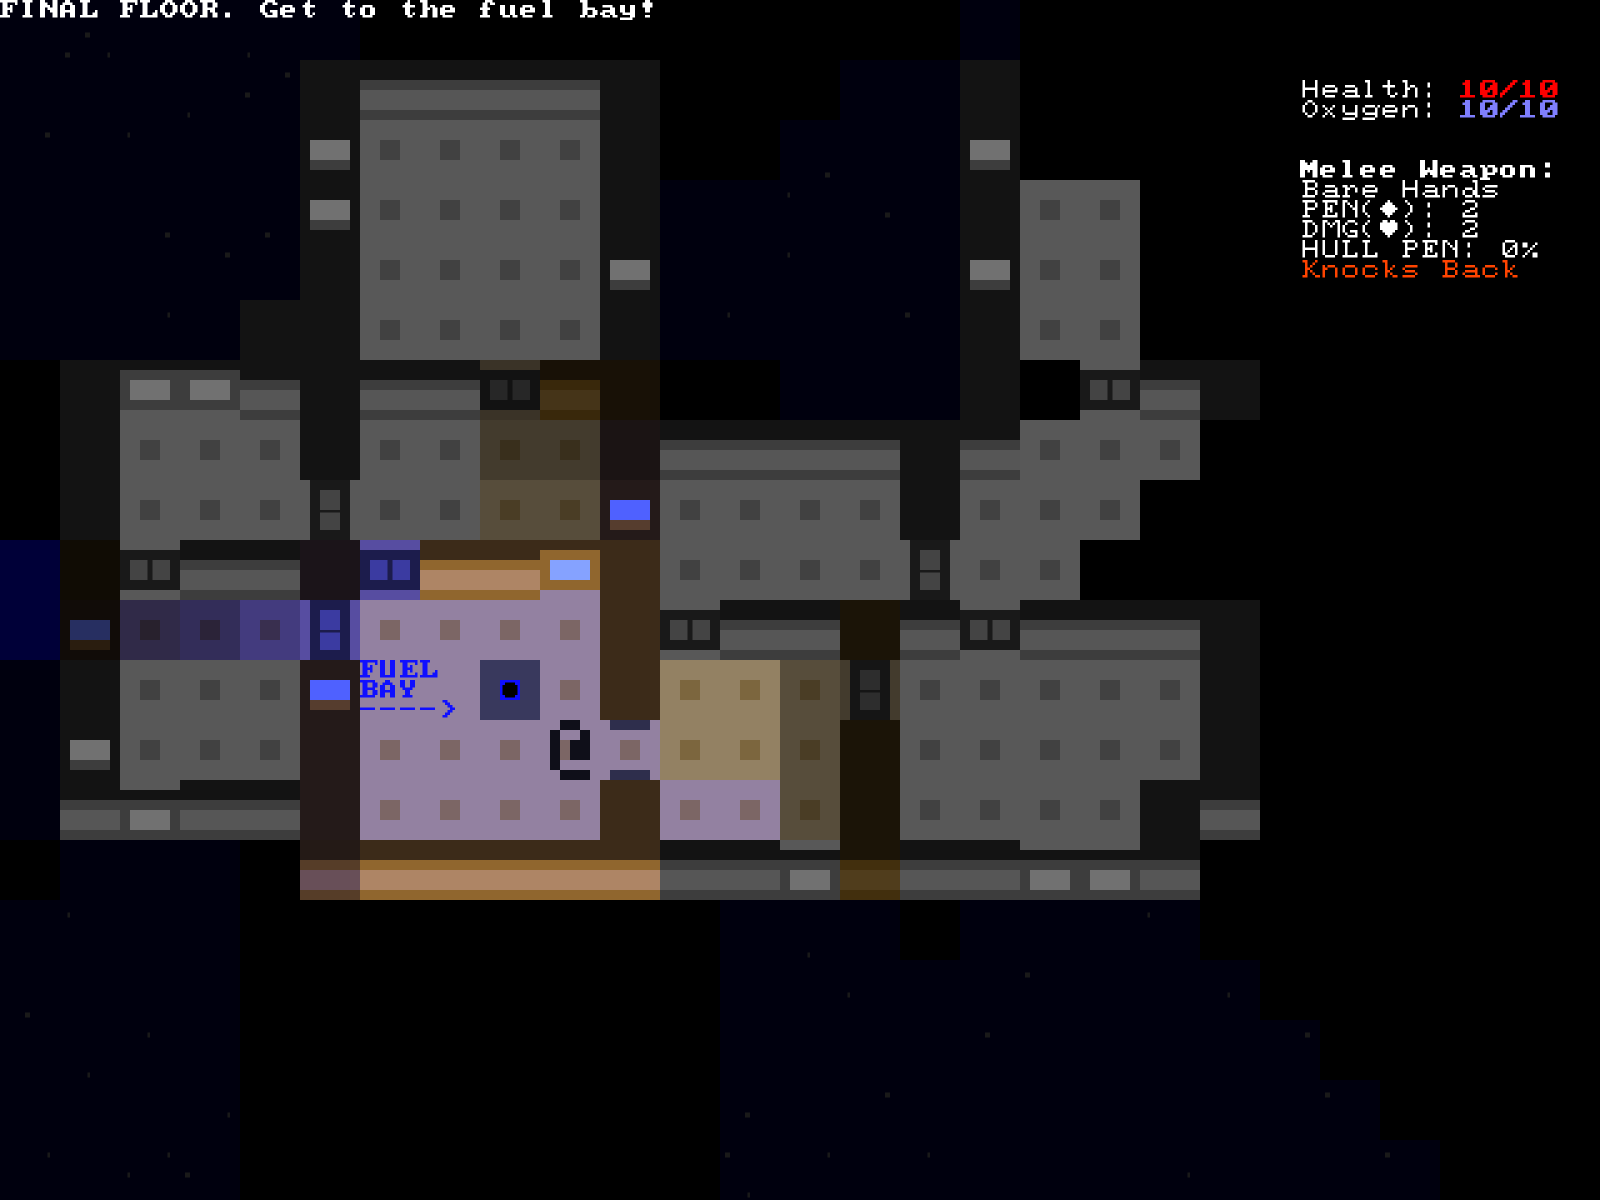 FINAL FLOOR. Get to the fuel bay!
Health: 10/10
Oxygen: 10/10
Melee Weapon:
Bare Hands
PEN(♦): 2
DMG(♥): 2
HULL PEN: 0%
Knocks Back
FUEL
BAY
---->
@